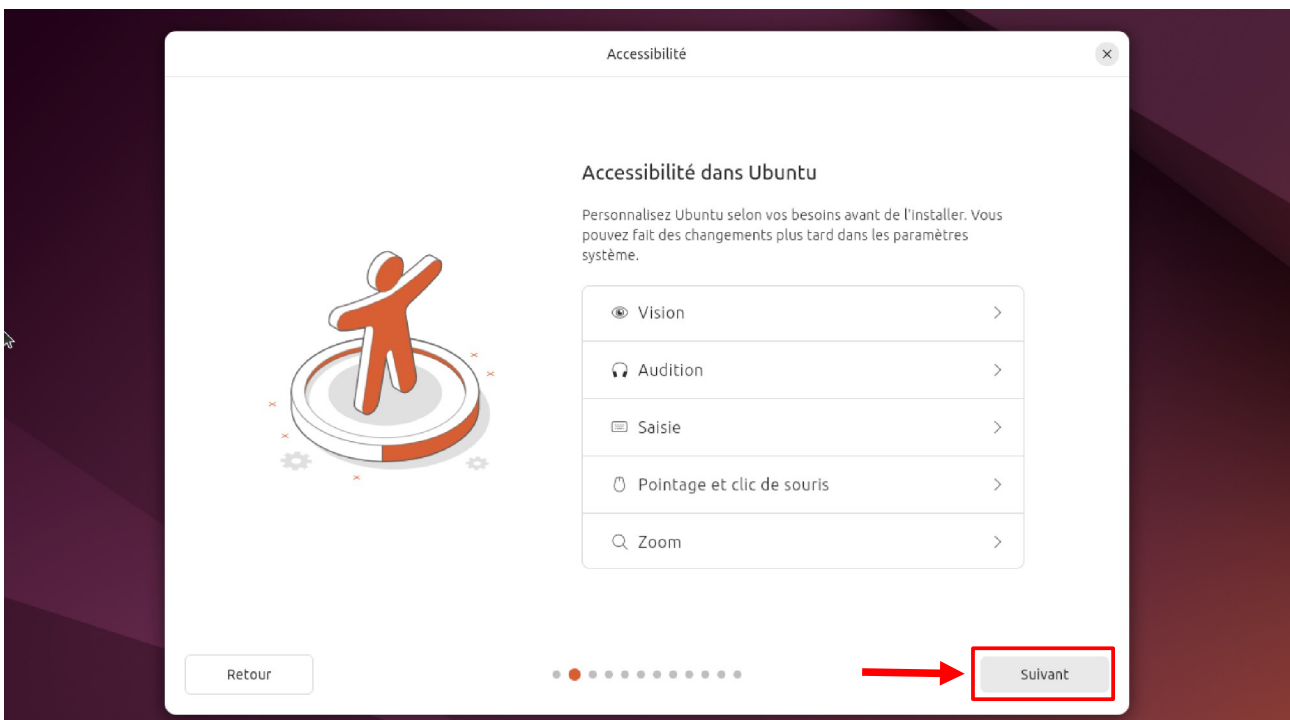 Accessibilité
Accessibilité dans Ubuntu
Personnalisez Ubuntu selon vos besoins avant de l'installer. Vous
pouvez fait des changements plus tard dans les paramètres
système.
Vision
Audition
Saisie
Pointage et clic de souris
Zoom
Retour
Suivant